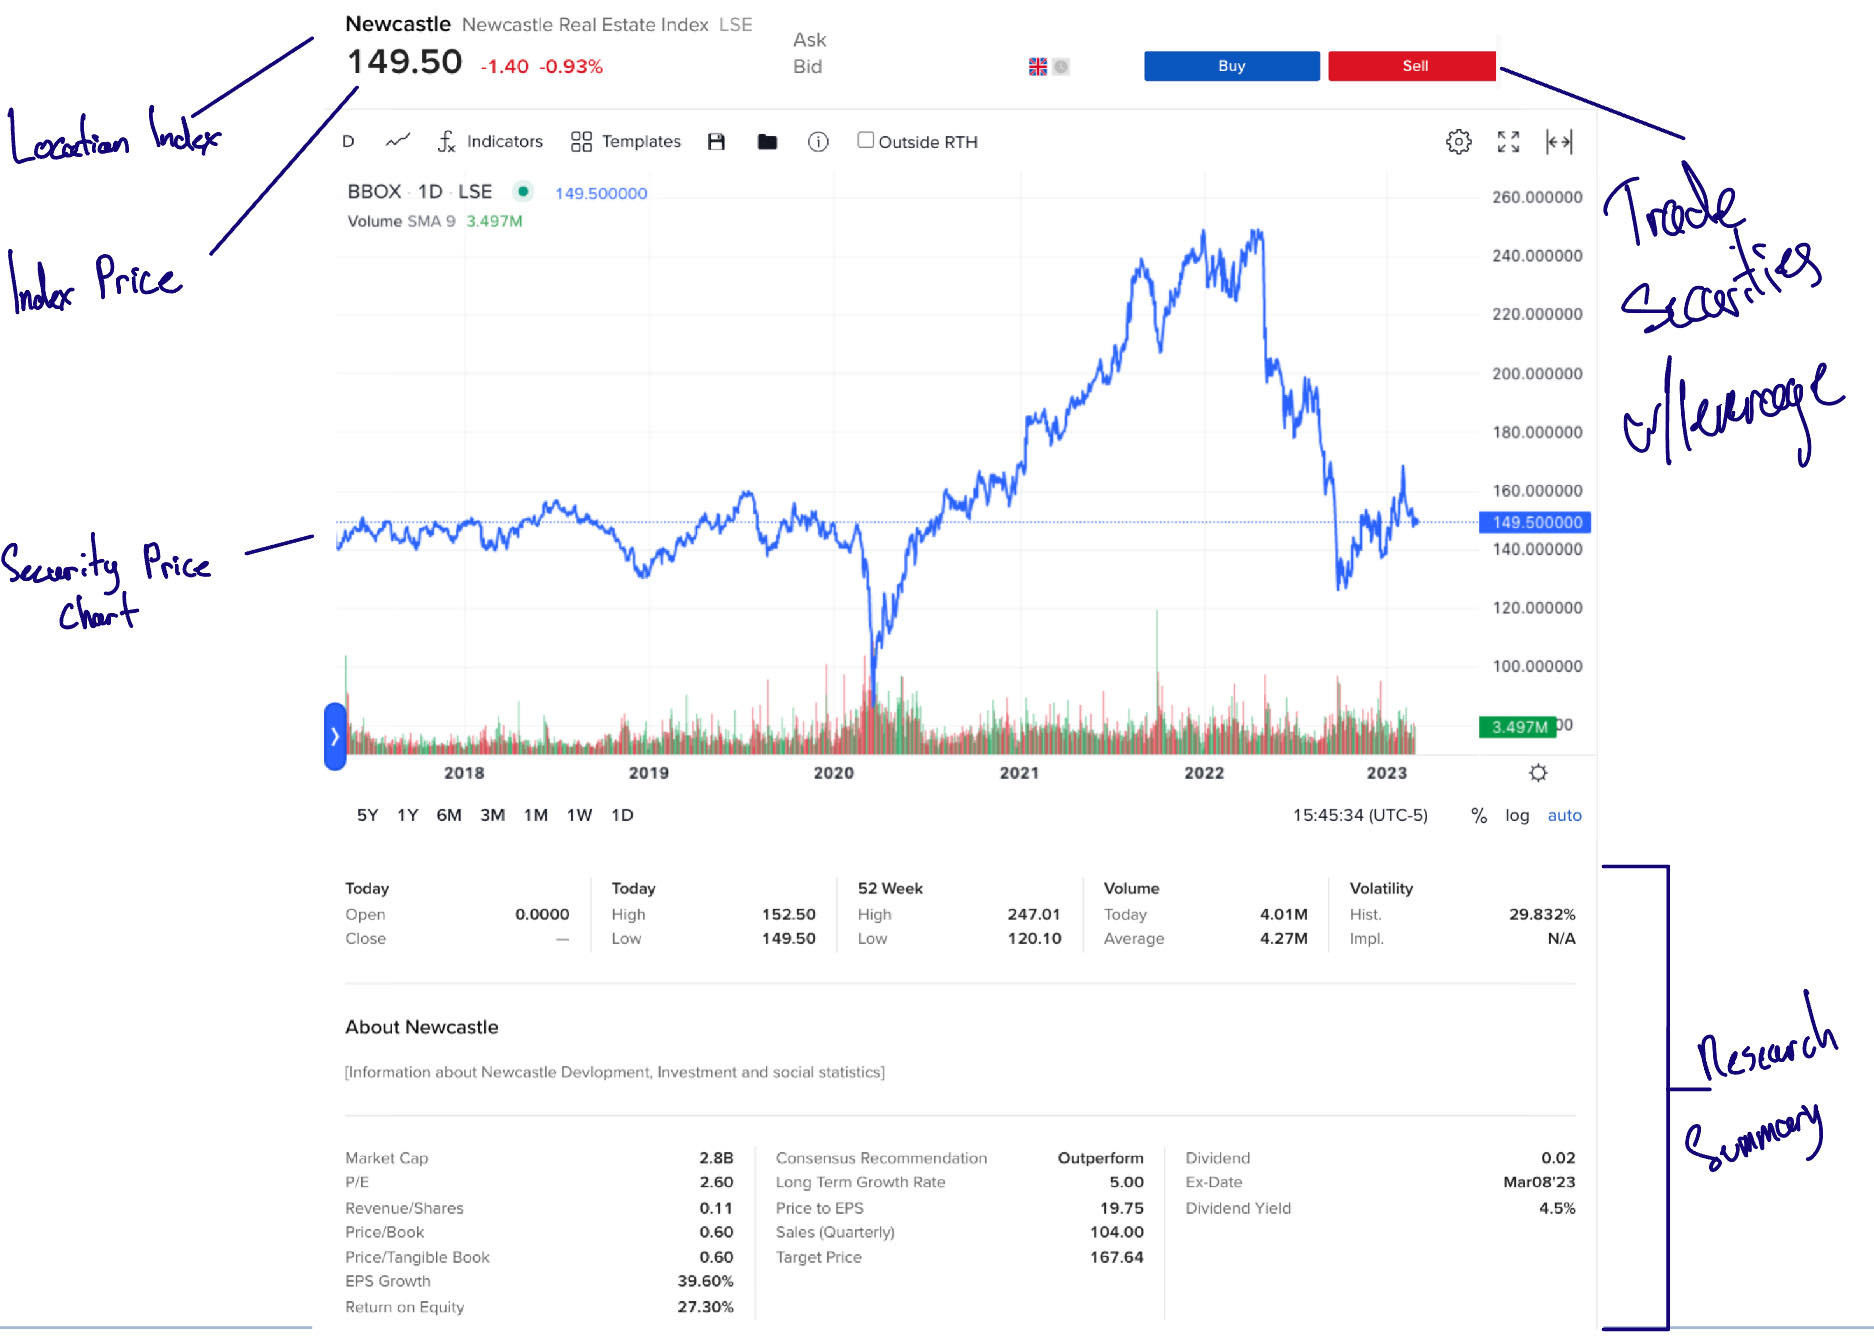 Newcastle Newcastle Real Estate Index LSE
149.50 -1.40 -0.93%
Ask
Bid
Buy
Sell
Location Index
Index Price
Security Price
Chart
Trade
Securities
w/leverage
D Indicators Templates Outside RTH
BBOX · 1D · LSE 149.500000
Volume SMA 9 3.497M
260.000000
240.000000
220.000000
200.000000
180.000000
160.000000
149.500000
140.000000
120.000000
100.000000
3.497M 00
2018 2019 2020 2021 2022 2023
5Y 1Y 6M 3M 1M 1W 1D 15:45:34 (UTC-5) % log auto
Today Today 52 Week Volume Volatility
Open 0.0000 High 152.50 High 247.01 Today 4.01M Hist. 29.832%
Close — Low 149.50 Low 120.10 Average 4.27M Impl. N/A
About Newcastle
[Information about Newcastle Devlopment, Investment and social statistics]
Research
Summary
Market Cap 2.8B Consensus Recommendation Outperform Dividend 0.02
P/E 2.60 Long Term Growth Rate 5.00 Ex-Date Mar08'23
Revenue/Shares 0.11 Price to EPS 19.75 Dividend Yield 4.5%
Price/Book 0.60 Sales (Quarterly) 104.00
Price/Tangible Book 0.60 Target Price 167.64
EPS Growth 39.60%
Return on Equity 27.30%